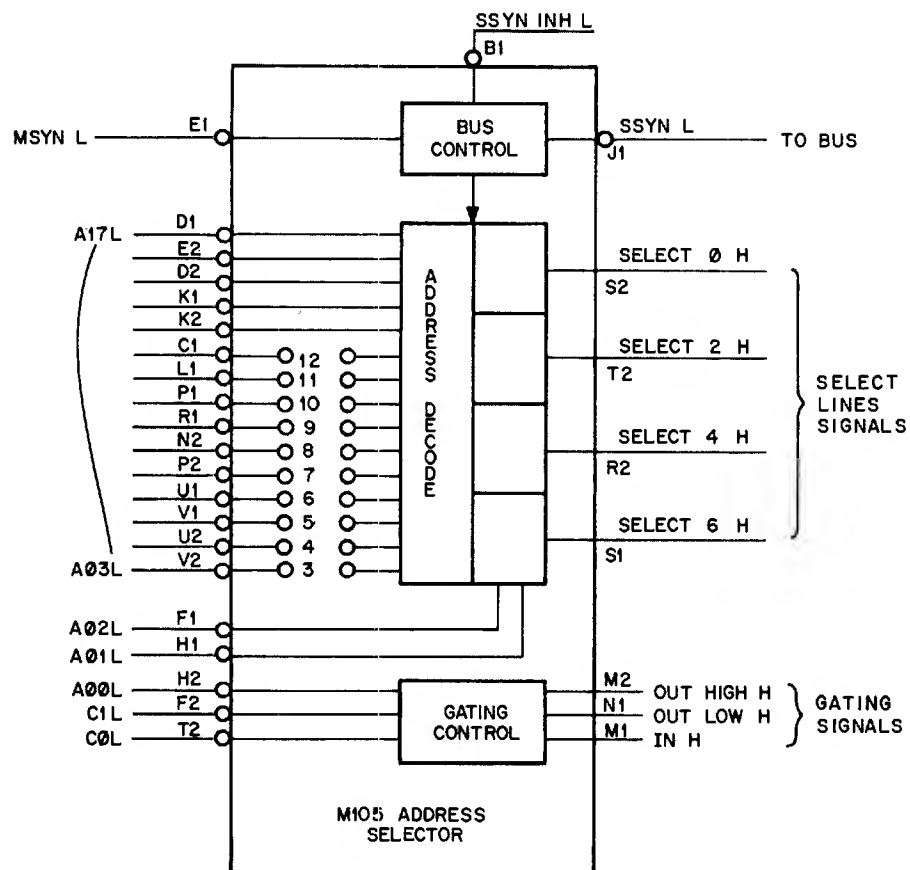 SSYN INH L
B1
MSYN L
E1
BUS CONTROL
SSYN L
J1
TO BUS
A17L
D1
E2
D2
K1
K2
C1
12
L1
11
P1
10
R1
9
N2
8
P2
7
U1
6
V1
5
U2
4
A03L
V2
3
ADDRESS DECODE
SELECT 0 H
S2
SELECT 2 H
T2
SELECT 4 H
R2
SELECT 6 H
S1
SELECT LINES SIGNALS
A02L
F1
A01L
H1
A00L
H2
C1L
F2
C0L
T2
GATING CONTROL
M2
OUT HIGH H
N1
OUT LOW H
M1
IN H
GATING SIGNALS
M105 ADDRESS
SELECTOR